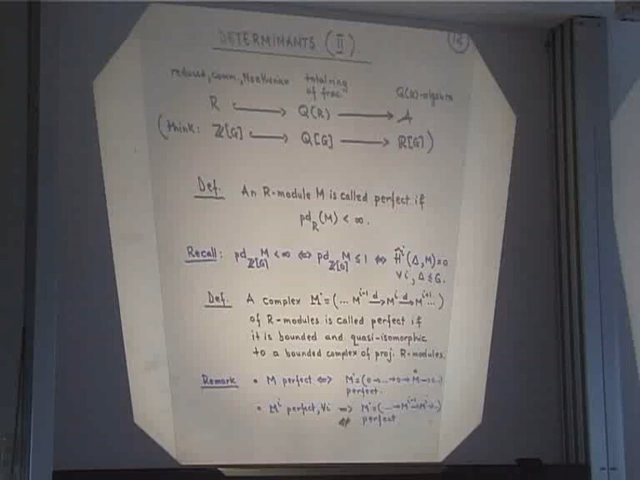 DETERMINANTS (II)
12
reduced, comm., Noetherian total ring of frac. Q(R)-algebra
R ↪ Q(R) → A
(think: ℤ[G] ↪ Q[G] → R[G])
Def. An R-module M is called perfect if
pd_R(M) < ∞.
Recall: pd_ℤ[G] M < ∞ ⇔ pd_ℤ[G] M ≤ 1 ⇔ Ĥ^i(Δ, M) = 0
∀i, Δ ≤ G.
Def. A complex M^• = (... M^{i-1} →d M^i →d M^{i+1} ...)
of R-modules is called perfect if
it is bounded and quasi-isomorphic
to a bounded complex of proj. R-modules.
Remark • M perfect ⇔ M^• = (0→...→0→M→0...)
perfect.
• M^i perfect, ∀i ⇒ M^• = (...→M^{i-1}→M^i→...)
perfect